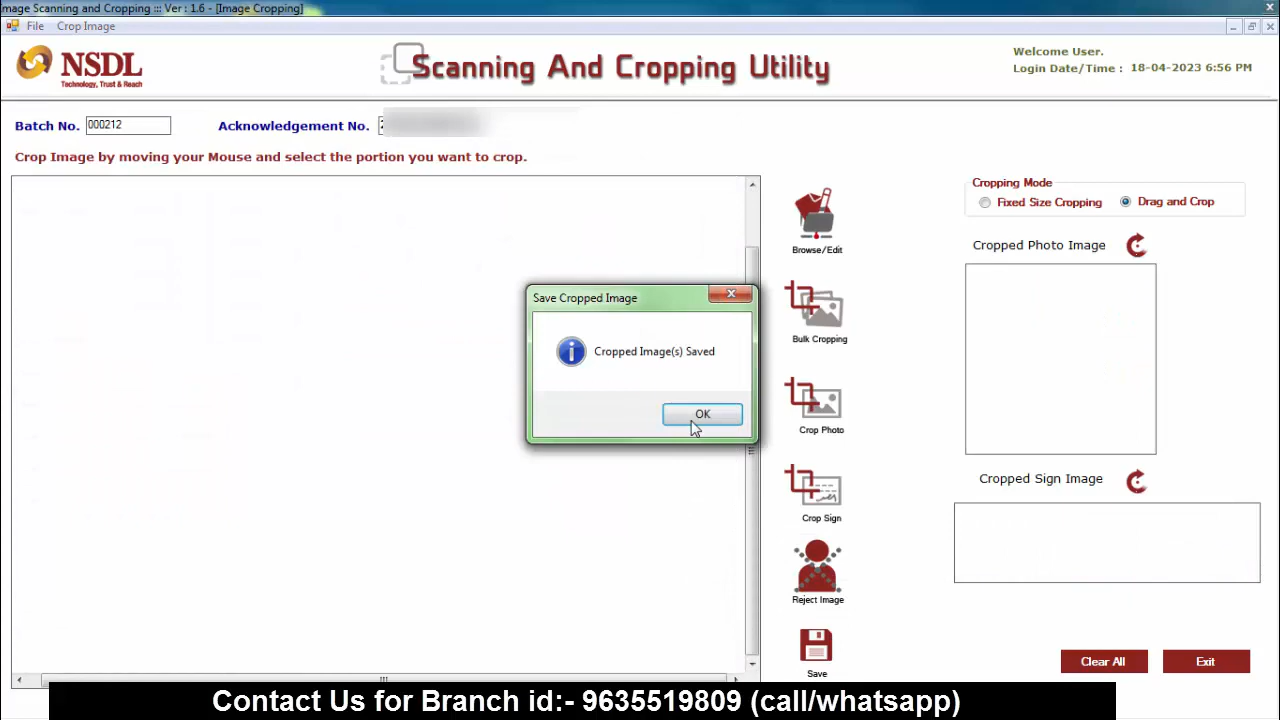 mage Scanning and Cropping ::: Ver : 1.6 - [Image Cropping]
File Crop Image
NSDL
Technology, Trust & Reach
Scanning And Cropping Utility
Welcome User.
Login Date/Time : 18-04-2023 6:56 PM
Batch No. 000212 Acknowledgement No.
Crop Image by moving your Mouse and select the portion you want to crop.
Cropping Mode
Fixed Size Cropping Drag and Crop
Browse/Edit
Cropped Photo Image
Save Cropped Image
Bulk Cropping
Cropped Image(s) Saved
OK
Crop Photo
Cropped Sign Image
Crop Sign
Reject Image
Save
Clear All Exit
Contact Us for Branch id:- 9635519809 (call/whatsapp)